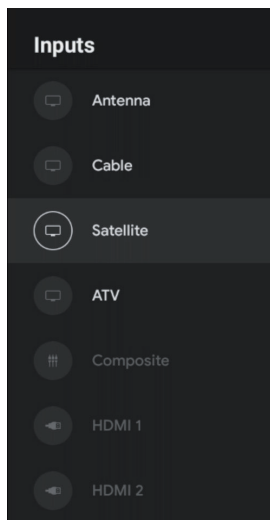 Inputs
Antenna
Cable
Satellite
ATV
Composite
HDMI 1
HDMI 2